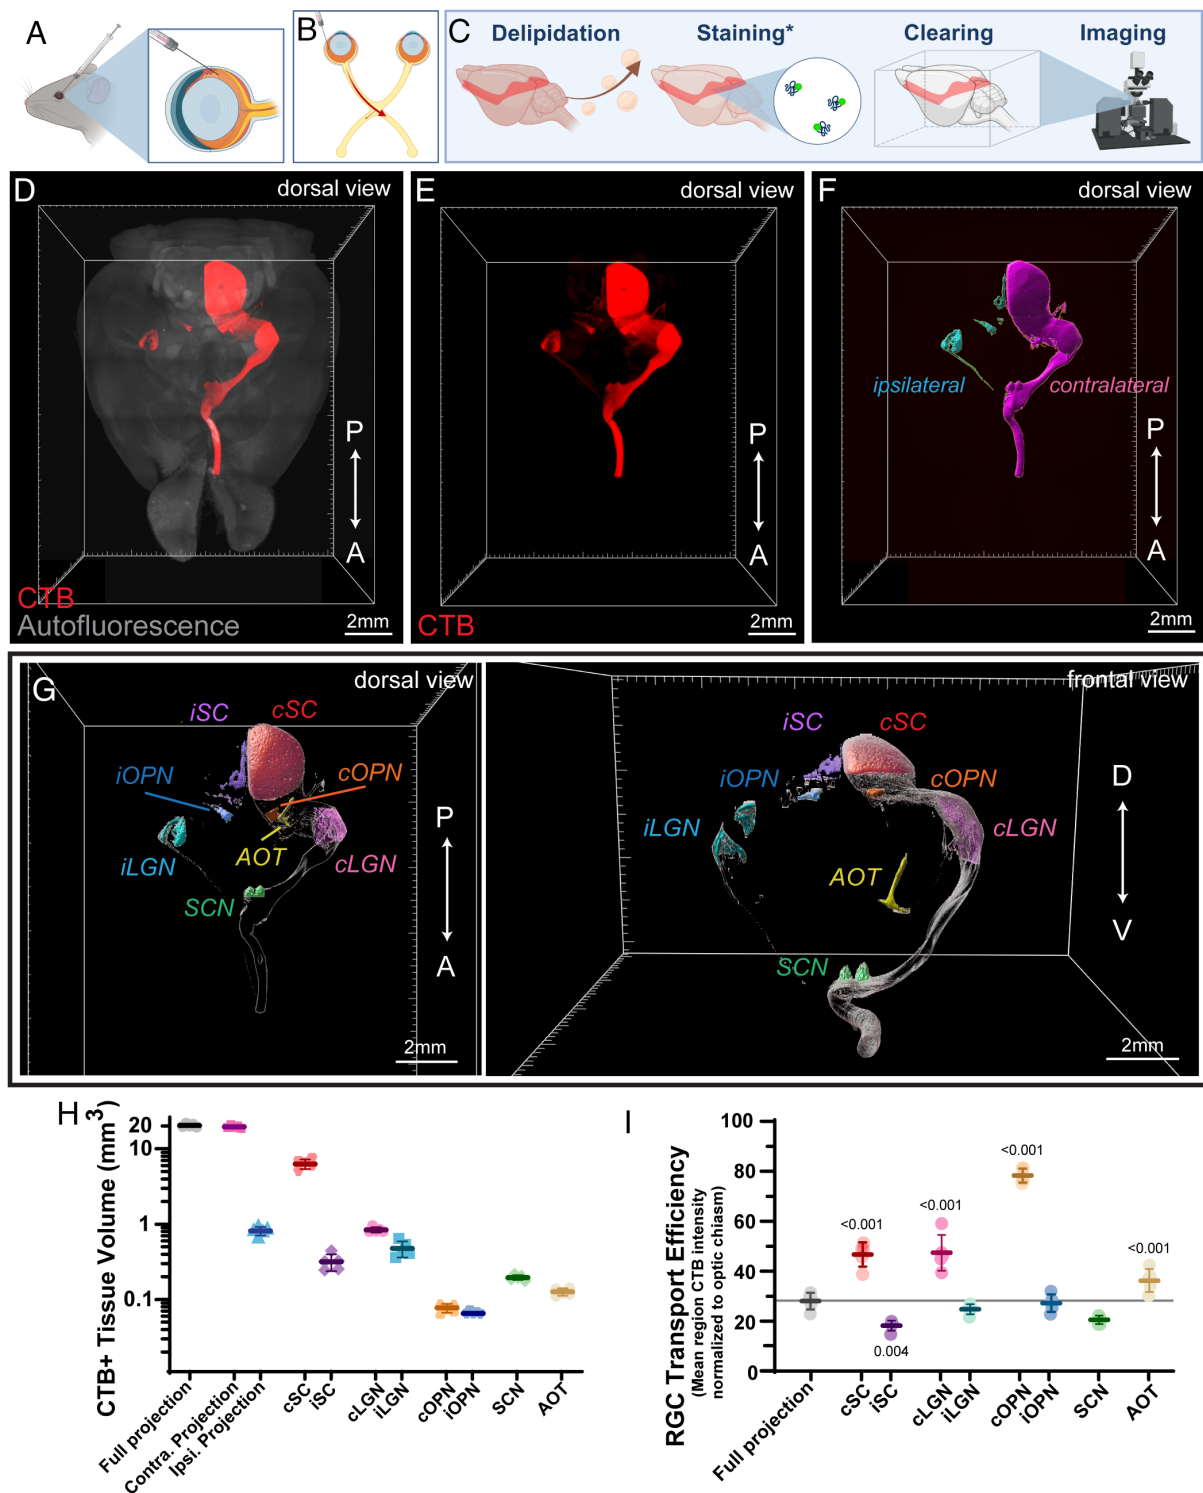 A
B
C
Delipidation
Staining*
Clearing
Imaging
D
dorsal view
P
A
CTB
Autofluorescence
2mm
E
dorsal view
P
A
CTB
2mm
F
dorsal view
ipsilateral
contralateral
P
A
2mm
G
dorsal view
iSC
cSC
iOPN
cOPN
P
AOT
iLGN
cLGN
SCN
A
2mm
frontal view
iSC
cSC
iOPN
cOPN
D
iLGN
cLGN
AOT
V
SCN
2mm
H
CTB+ Tissue Volume (mm3)
20
10
1
0.1
Full projection
Contra. Projection
Ipsi. Projection
cSC
iSC
cLGN
iLGN
cOPN
iOPN
SCN
AOT
I
RGC Transport Efficiency
(Mean region CTB intensity
normalized to optic chiasm)
100
80
60
40
20
0
<0.001
0.004
<0.001
<0.001
<0.001
Full projection
cSC
iSC
cLGN
iLGN
cOPN
iOPN
SCN
AOT